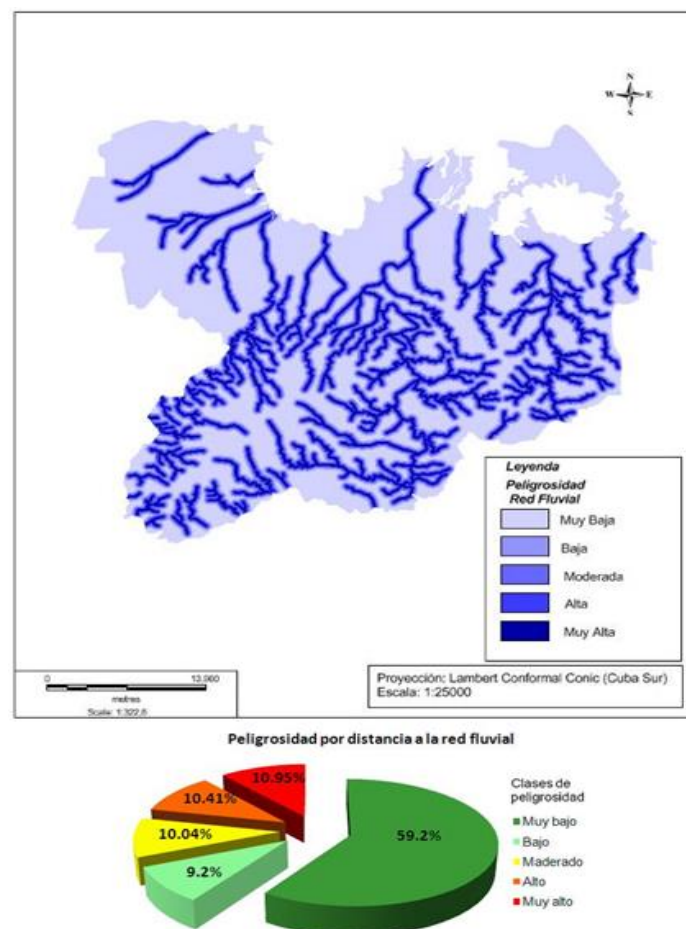 N
W E
S
Leyenda
Peligrosidad
Red Fluvial
Muy Baja
Baja
Moderada
Alta
Muy Alta
0 13,960
metres
Scale: 1:322,6
Proyección: Lambert Conformal Conic (Cuba Sur)
Escala: 1:25000
Peligrosidad por distancia a la red fluvial
10.95%
10.41%
10.04%
9.2%
59.2%
Clases de
peligrosidad
Muy bajo
Bajo
Maderado
Alto
Muy alto